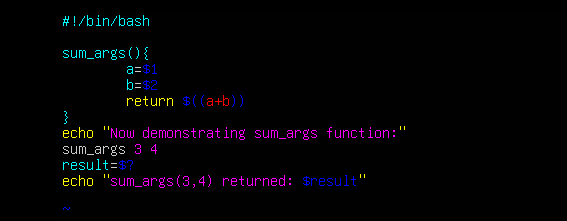 #!/bin/bash
sum_args(){
a=$1
b=$2
return $((a+b))
}
echo "Now demonstrating sum_args function:"
sum_args 3 4
result=$?
echo "sum_args(3,4) returned: $result"
~